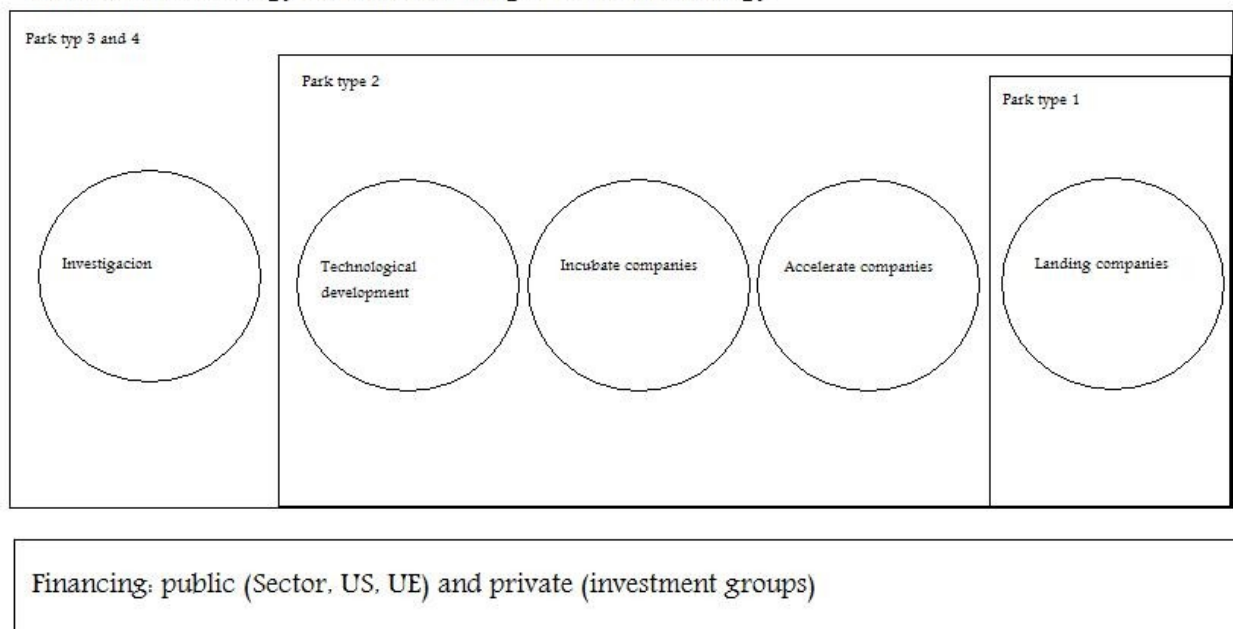 Park typ 3 and 4
Park type 2
Park type 1
Investigacion
Technological
development
Incubate companies
Accelerate companies
Landing companies
Financing: public (Sector, US, UE) and private (investment groups)